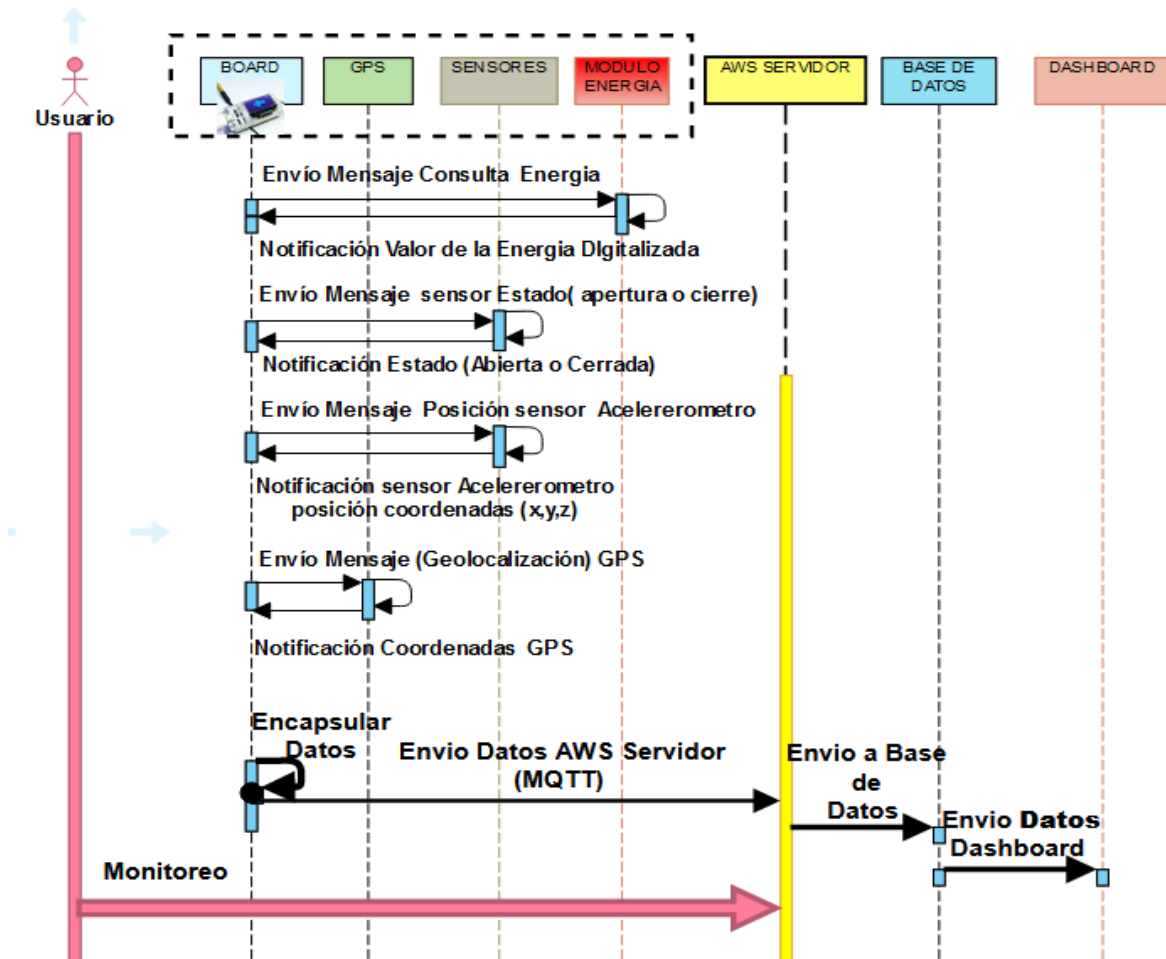 BOARD
GPS
SENSORES
MODULO
ENERGIA
AWS SERVIDOR
BASE DE
DATOS
DASHBOARD
Usuario
Envío Mensaje Consulta Energia
Notificación Valor de la Energia DIgitalizada
Envío Mensaje sensor Estado( apertura o cierre)
Notificación Estado (Abierta o Cerrada)
Envío Mensaje Posición sensor Acelererometro
Notificación sensor Acelererometro
posición coordenadas (x,y,z)
Envío Mensaje (Geolocalización) GPS
Notificación Coordenadas GPS
Encapsular
Datos
Envio Datos AWS Servidor
(MQTT)
Envio a Base
de
Datos
Envio Datos
Dashboard
Monitoreo